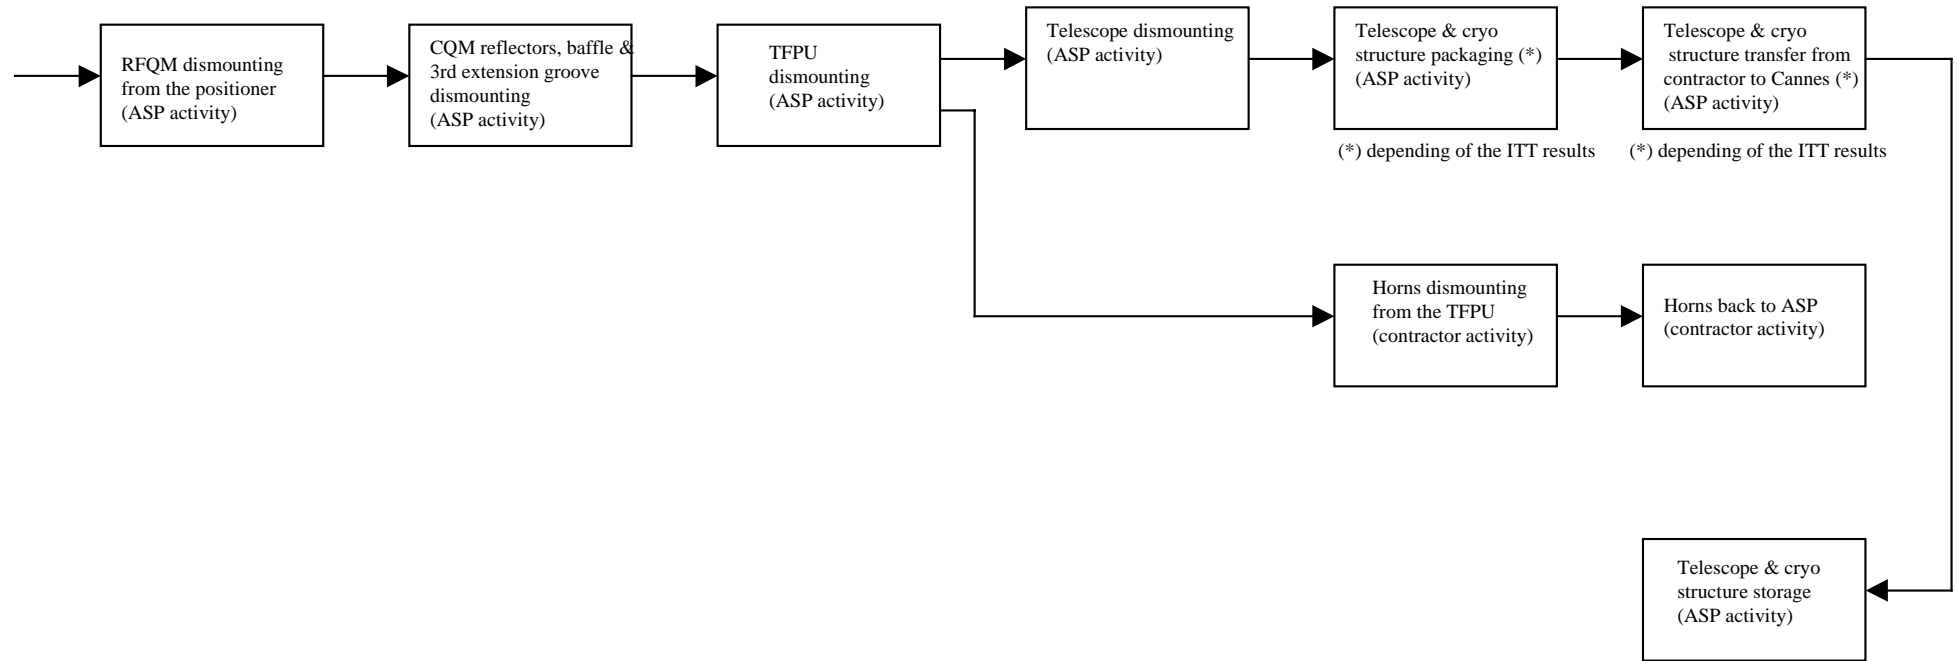 RFQM dismounting
from the positioner
(ASP activity)
CQM reflectors, baffle &
3rd extension groove
dismounting
(ASP activity)
TFPU
dismounting
(ASP activity)
Telescope dismounting
(ASP activity)
Telescope & cryo
structure packaging (*)
(ASP activity)
(*) depending of the ITT results
Telescope & cryo
structure transfer from
contractor to Cannes (*)
(ASP activity)
(*) depending of the ITT results
Horns dismounting
from the TFPU
(contractor activity)
Horns back to ASP
(contractor activity)
Telescope & cryo
structure storage
(ASP activity)